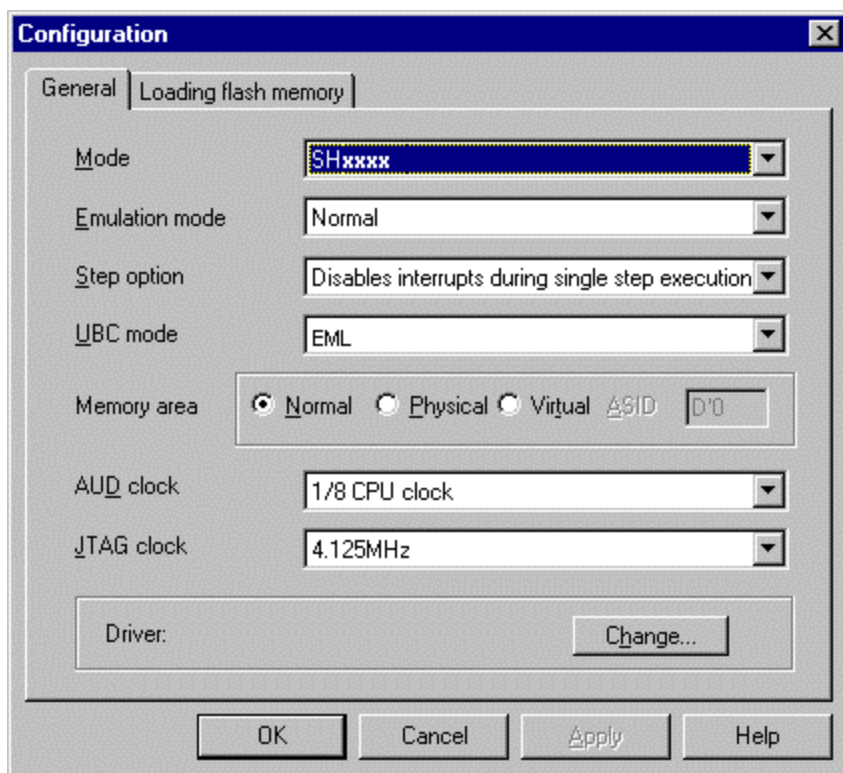 Configuration
General Loading flash memory
Mode SHxxxx
Emulation mode Normal
Step option Disables interrupts during single step execution
UBC mode EML
Memory area Normal Physical Virtual ASID D'0
AUD clock 1/8 CPU clock
JTAG clock 4.125MHz
Driver: Change...
OK Cancel Apply Help